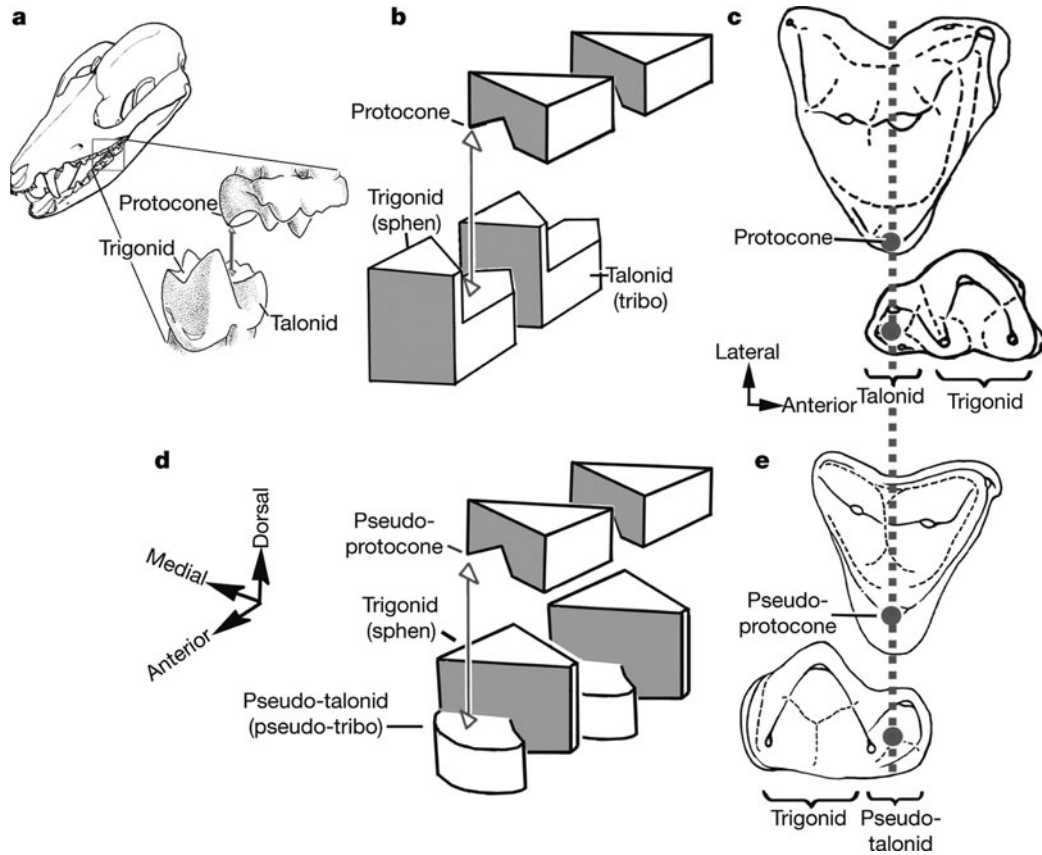 a
Protocone
Trigonid
Talonid
b
Protocone
Trigonid
(sphen)
Talonid
(tribo)
c
Protocone
Lateral
Anterior
Talonid
Trigonid
d
Dorsal
Medial
Anterior
Pseudo-
protocone
Trigonid
(sphen)
Pseudo-talonid
(pseudo-tribo)
e
Pseudo-
protocone
Trigonid
Pseudo-
talonid